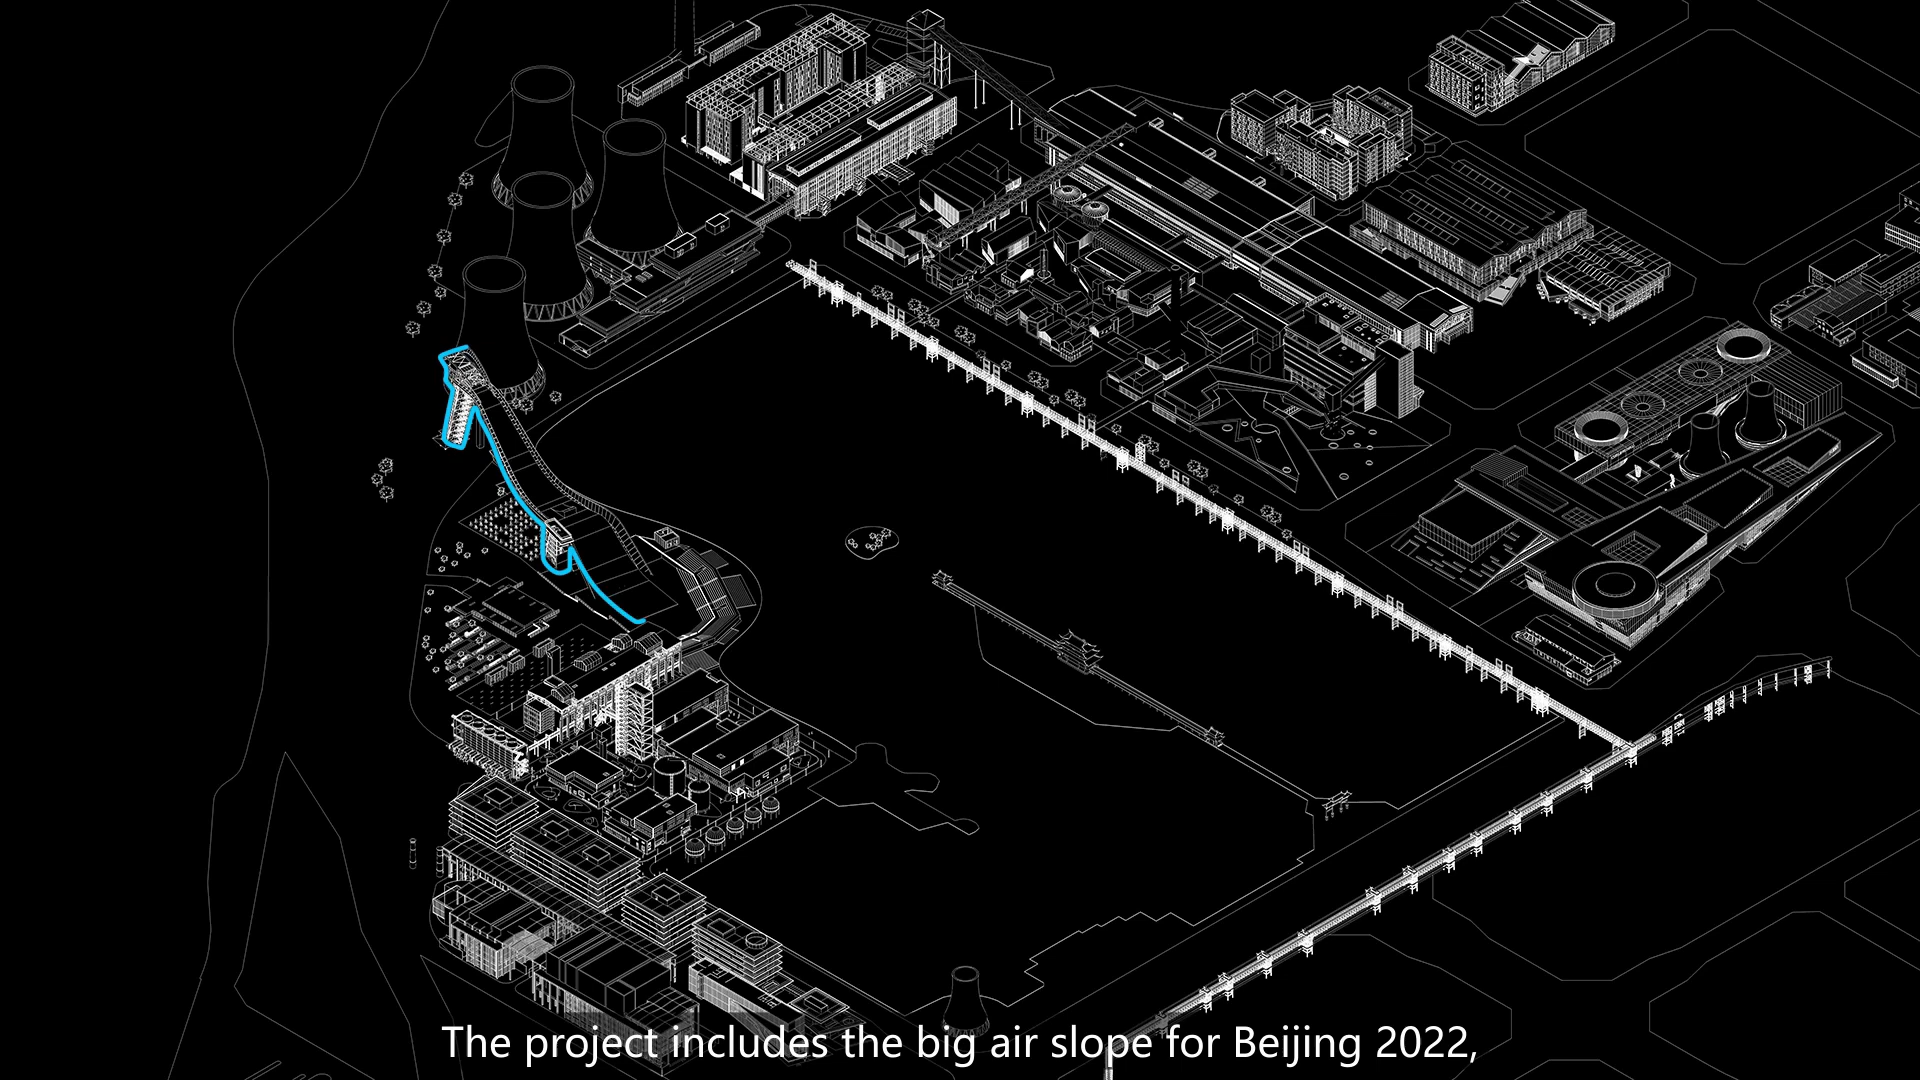 The project includes the big air slope for Beijing 2022,